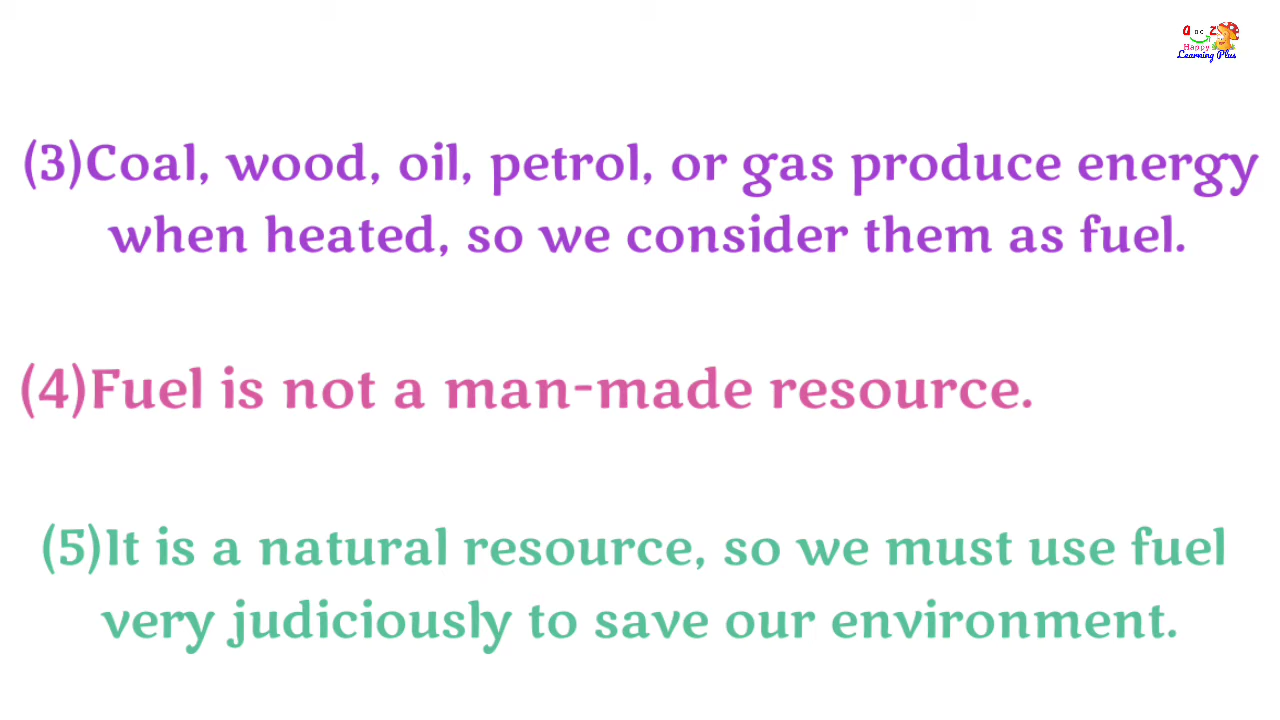 a
Z
Happy
Learning Plus
(3)Coal, wood, oil, petrol, or gas produce energy
when heated, so we consider them as fuel.
(4)Fuel is not a man-made resource.
(5)It is a natural resource, so we must use fuel
very judiciously to save our environment.